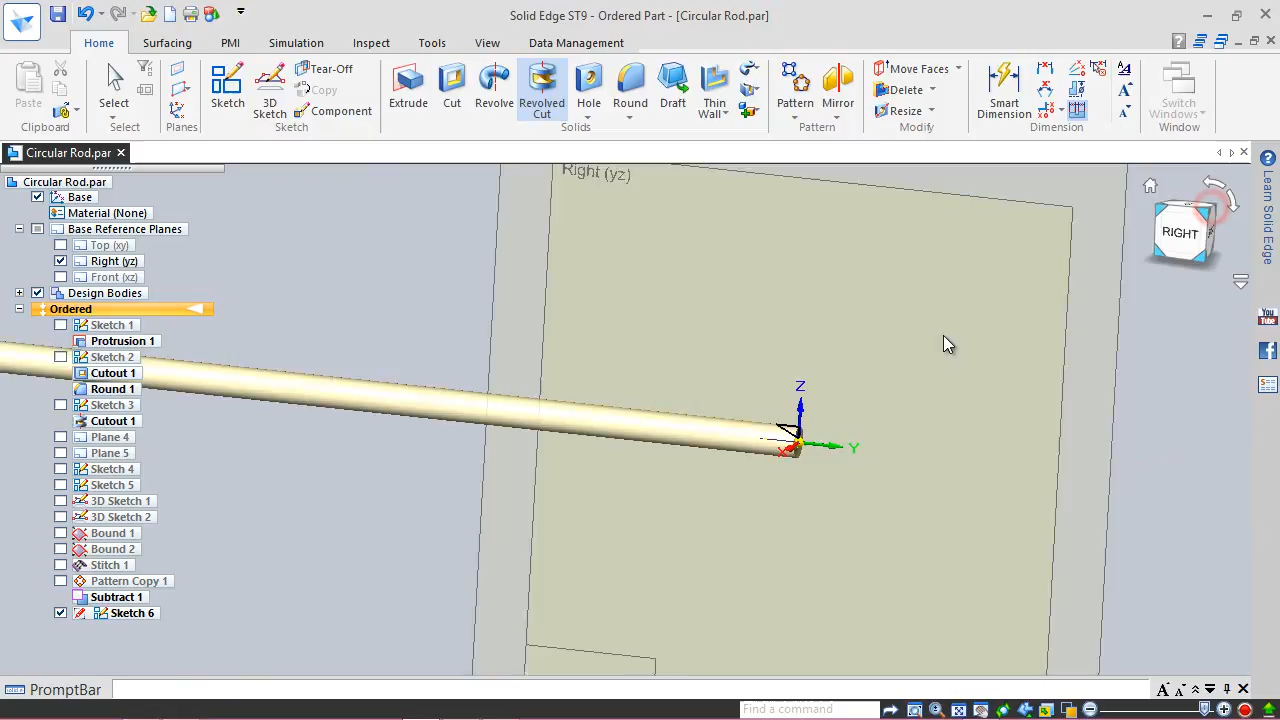 Solid Edge ST9 - Ordered Part - [Circular Rod.par]
Home Surfacing PMI Simulation Inspect Tools View Data Management
Paste
Clipboard
Select
Select
Planes
Sketch
3D Sketch
Tear-Off
Copy
Component
Sketch
Extrude
Cut
Revolve
Revolved Cut
Hole
Round
Draft
Thin Wall
Solids
Pattern
Mirror
Pattern
Move Faces
Delete
Resize
Modify
Smart Dimension
Dimension
Switch Windows
Window
Circular Rod.par
Circular Rod.par
Base
Material (None)
Base Reference Planes
Top (xy)
Right (yz)
Front (xz)
Design Bodies
Ordered
Sketch 1
Protrusion 1
Sketch 2
Cutout 1
Round 1
Sketch 3
Cutout 1
Plane 4
Plane 5
Sketch 4
Sketch 5
3D Sketch 1
3D Sketch 2
Bound 1
Bound 2
Stitch 1
Pattern Copy 1
Subtract 1
Sketch 6
Right (yz)
Z
Y
X
RIGHT
Learn Solid Edge
You Tube
PromptBar
Find a command